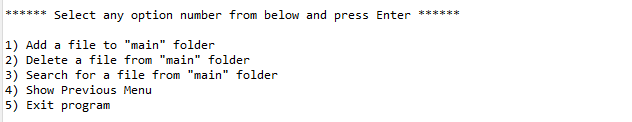 ****** Select any option number from below and press Enter ******
1) Add a file to "main" folder
2) Delete a file from "main" folder
3) Search for a file from "main" folder
4) Show Previous Menu
5) Exit program